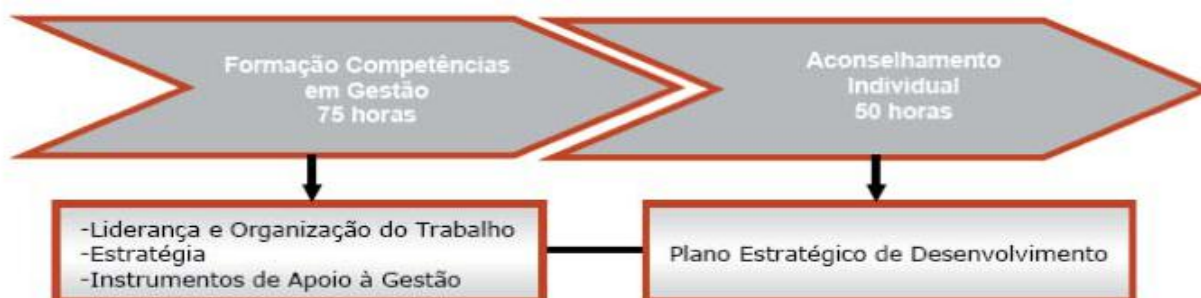 Formação Competências
em Gestão
75 horas
Aconselhamento
Individual
50 horas
-Liderança e Organização do Trabalho
-Estratégia
-Instrumentos de Apoio à Gestão
Plano Estratégico de Desenvolvimento